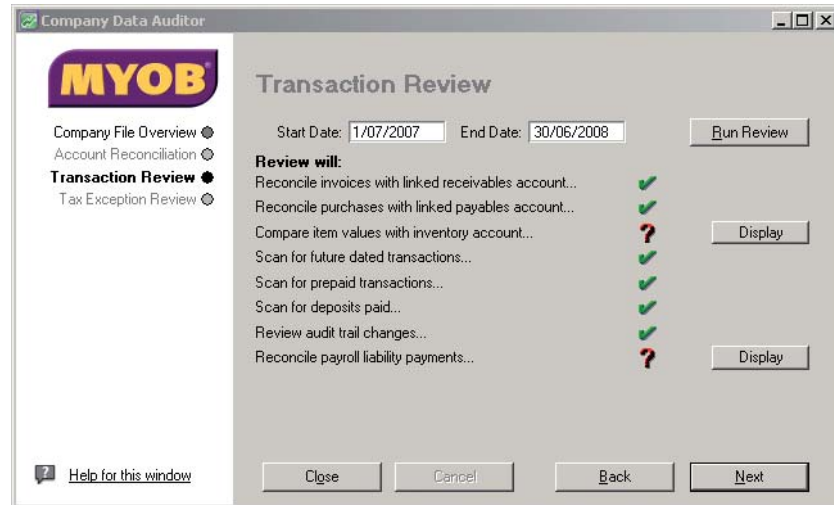 Company Data Auditor
MYOB
Company File Overview
Account Reconciliation
Transaction Review
Tax Exception Review
Help for this window
Transaction Review
Start Date: 1/07/2007 End Date: 30/06/2008 Run Review
Review will:
Reconcile invoices with linked receivables account...
Reconcile purchases with linked payables account...
Compare item values with inventory account... ? Display
Scan for future dated transactions...
Scan for prepaid transactions...
Scan for deposits paid...
Review audit trail changes...
Reconcile payroll liability payments... ? Display
Close Cancel Back Next